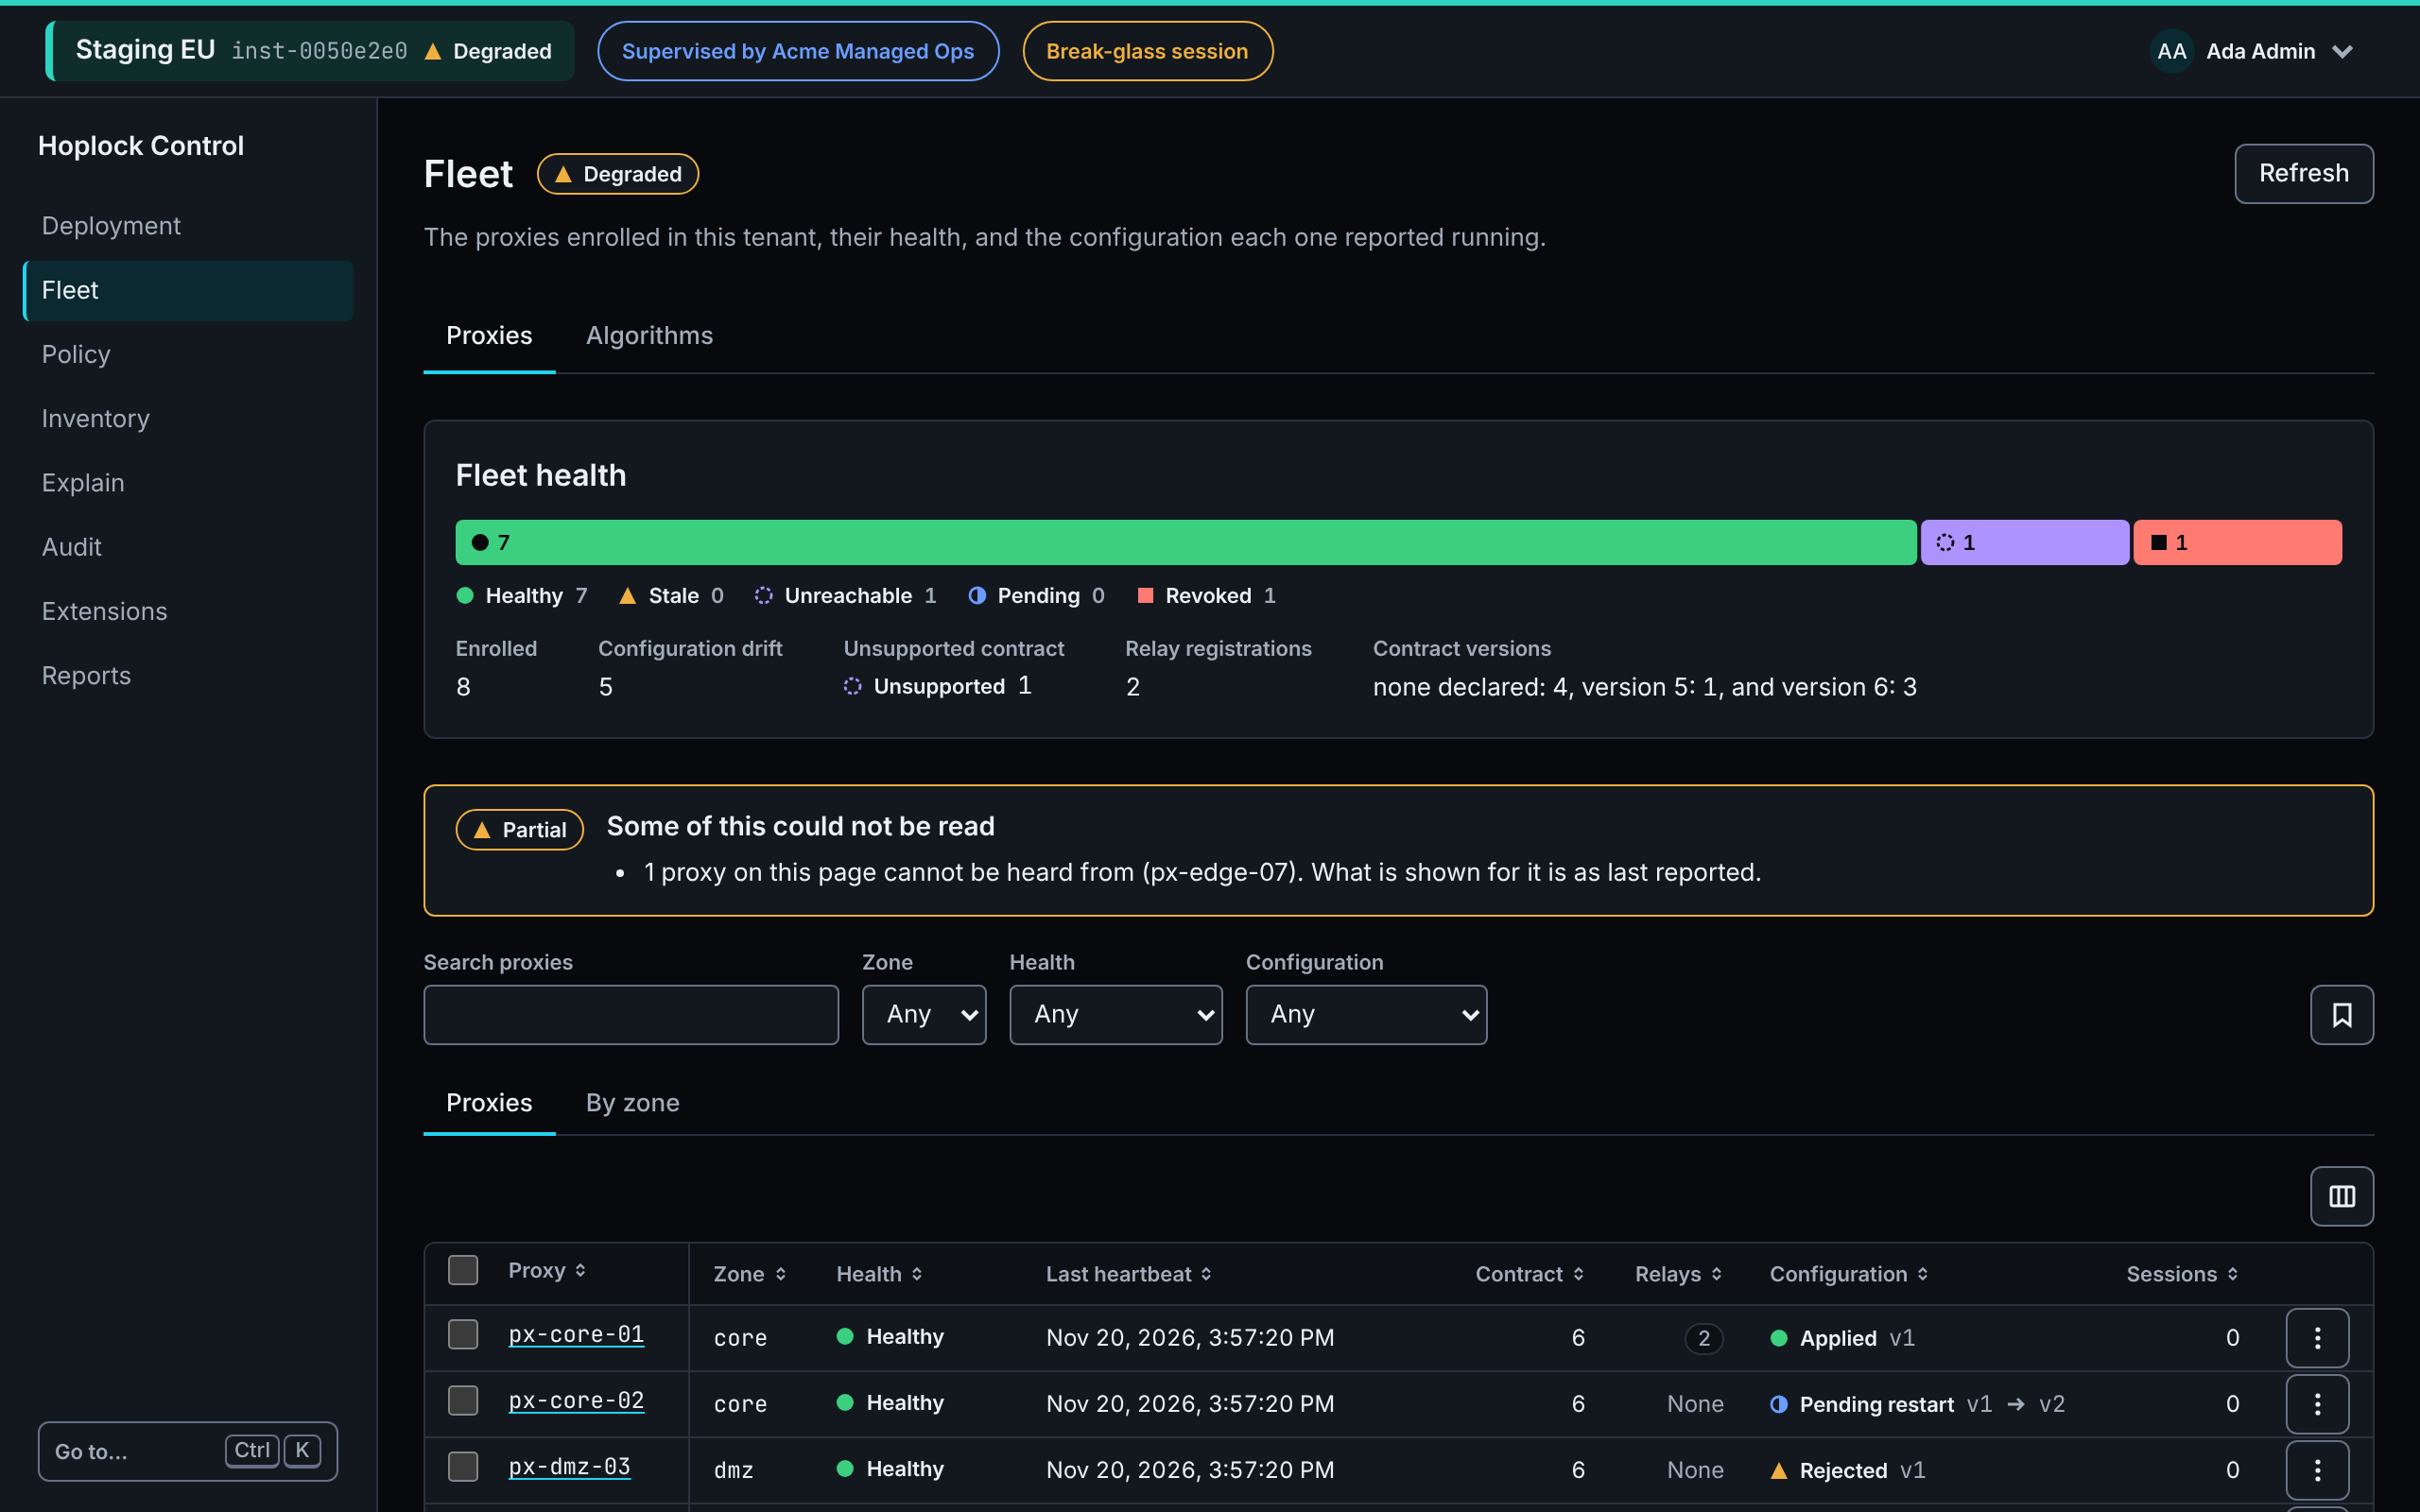 Staging EU inst-0050e2e0 Degraded
Supervised by Acme Managed Ops
Break-glass session
AA Ada Admin
Hoplock Control
Deployment
Fleet
Policy
Inventory
Explain
Audit
Extensions
Reports
Go to... Ctrl K
Fleet Degraded
Refresh
The proxies enrolled in this tenant, their health, and the configuration each one reported running.
Proxies Algorithms
Fleet health
7 1 1
Healthy 7 Stale 0 Unreachable 1 Pending 0 Revoked 1
Enrolled Configuration drift Unsupported contract Relay registrations Contract versions
8 5 Unsupported 1 2 none declared: 4, version 5: 1, and version 6: 3
Partial Some of this could not be read
• 1 proxy on this page cannot be heard from (px-edge-07). What is shown for it is as last reported.
Search proxies Zone Health Configuration
Any Any Any
Proxies By zone
Proxy Zone Health Last heartbeat Contract Relays Configuration Sessions
px-core-01 core Healthy Nov 20, 2026, 3:57:20 PM 6 2 Applied v1 0
px-core-02 core Healthy Nov 20, 2026, 3:57:20 PM 6 None Pending restart v1 → v2 0
px-dmz-03 dmz Healthy Nov 20, 2026, 3:57:20 PM 6 None Rejected v1 0